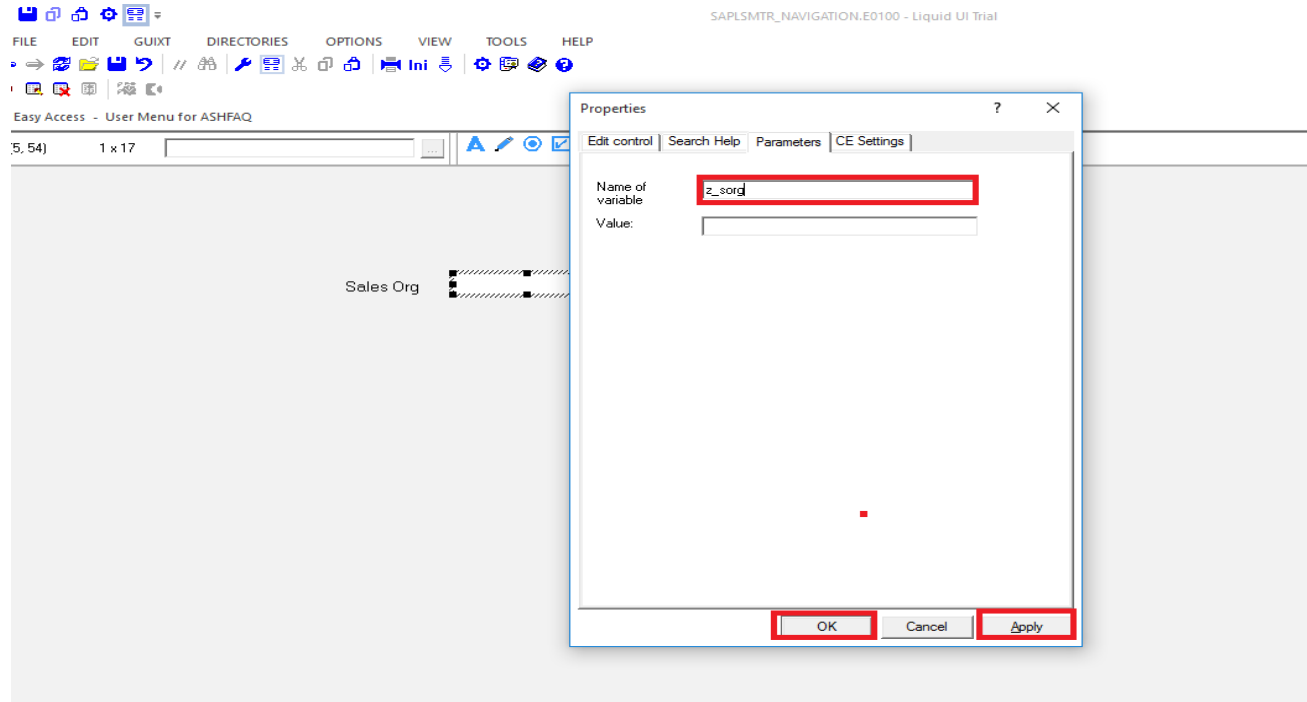 SAPLSMTR_NAVIGATION.E0100 - Liquid UI Trial
FILE EDIT GUIXT DIRECTORIES OPTIONS VIEW TOOLS HELP
// Ini
Easy Access - User Menu for ASHFAQ
(5, 54) 1 x 17 ... A
Properties ? ×
Edit control Search Help Parameters CE Settings
Name of
variable z_sorg
Value:
Sales Org
OK Cancel Apply